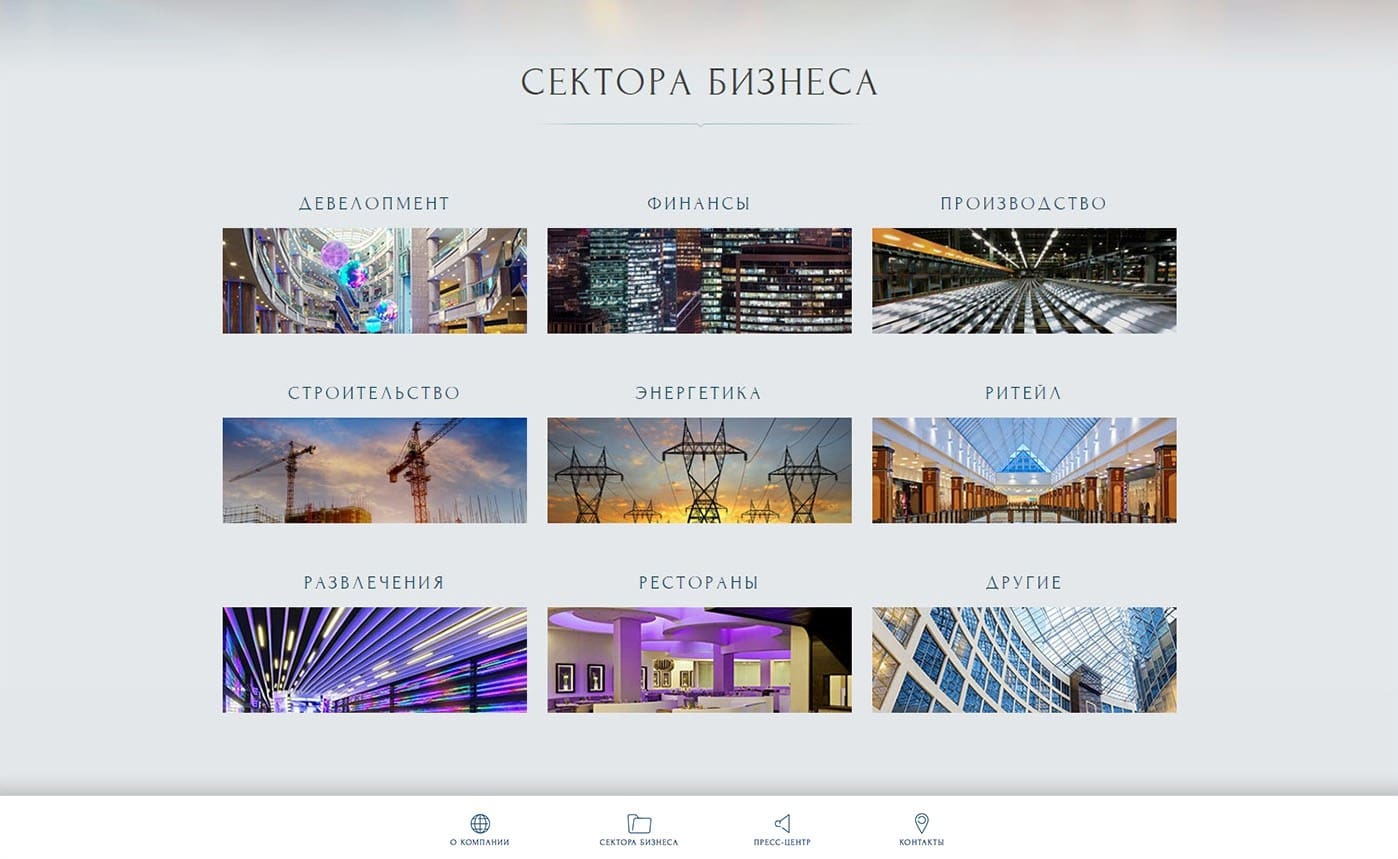 СЕКТОРА БИЗНЕСА
ДЕВЕЛОПМЕНТ
ФИНАНСЫ
ПРОИЗВОДСТВО
СТРОИТЕЛЬСТВО
ЭНЕРГЕТИКА
РИТЕЙЛ
РАЗВЛЕЧЕНИЯ
РЕСТОРАНЫ
ДРУГИЕ
О КОМПАНИИ
СЕКТОРА БИЗНЕСА
ПРЕСС-ЦЕНТР
КОНТАКТЫ